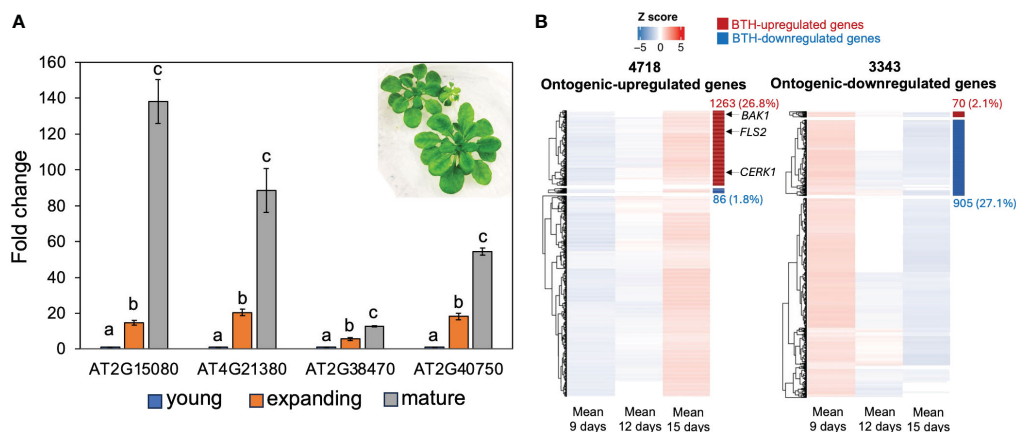 A
Fold change
160
140
120
100
80
60
40
20
0
a b c
a b c
a b c
a b c
AT2G15080 AT4G21380 AT2G38470 AT2G40750
young expanding mature
B
Z score
−5 0 5
BTH-upregulated genes
BTH-downregulated genes
4718
Ontogenic-upregulated genes
1263 (26.8%)
BAK1
FLS2
CERK1
86 (1.8%)
Mean Mean Mean
9 days 12 days 15 days
3343
Ontogenic-downregulated genes
70 (2.1%)
905 (27.1%)
Mean Mean Mean
9 days 12 days 15 days